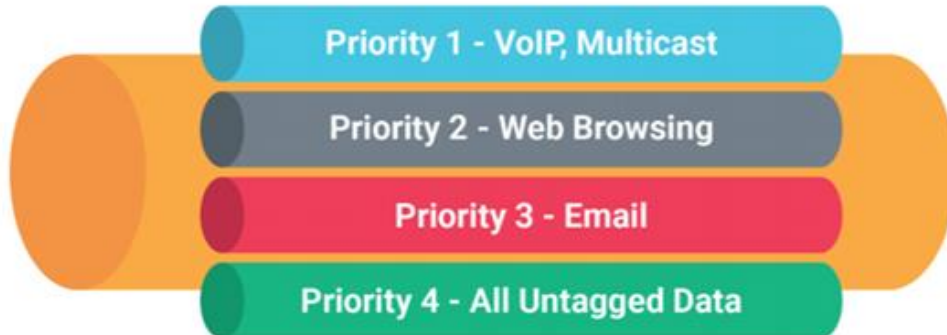 Priority 1 - VoIP, Multicast
Priority 2 - Web Browsing
Priority 3 - Email
Priority 4 - All Untagged Data